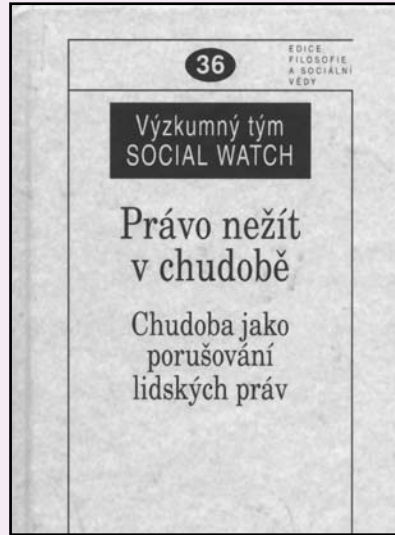 36
EDICE
FILOSOFIE
A SOCIÁLNÍ
VĚDY
Výzkumný tým
SOCIAL WATCH
Právo nežít
v chudobě
Chudoba jako
porušování
lidských práv